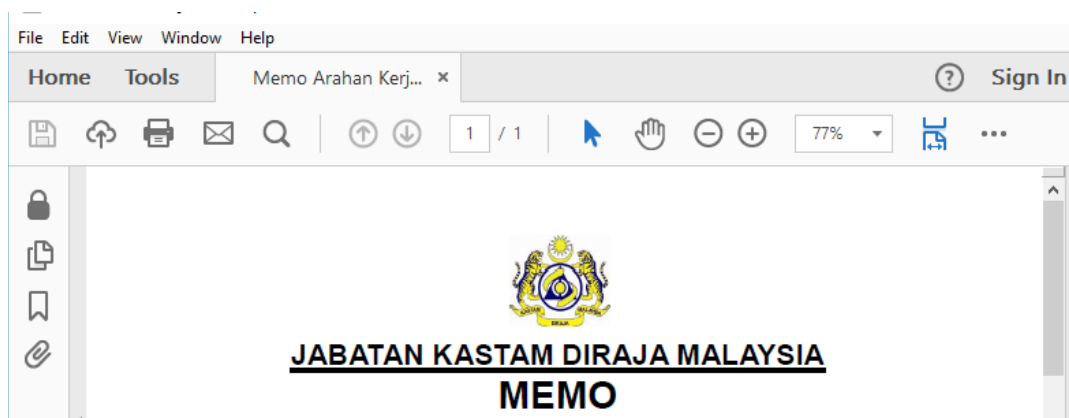 File Edit View Window Help
Home Tools Memo Arahan Kerj... × ? Sign In
1 / 1 77%
JABATAN KASTAM DIRAJA MALAYSIA
MEMO